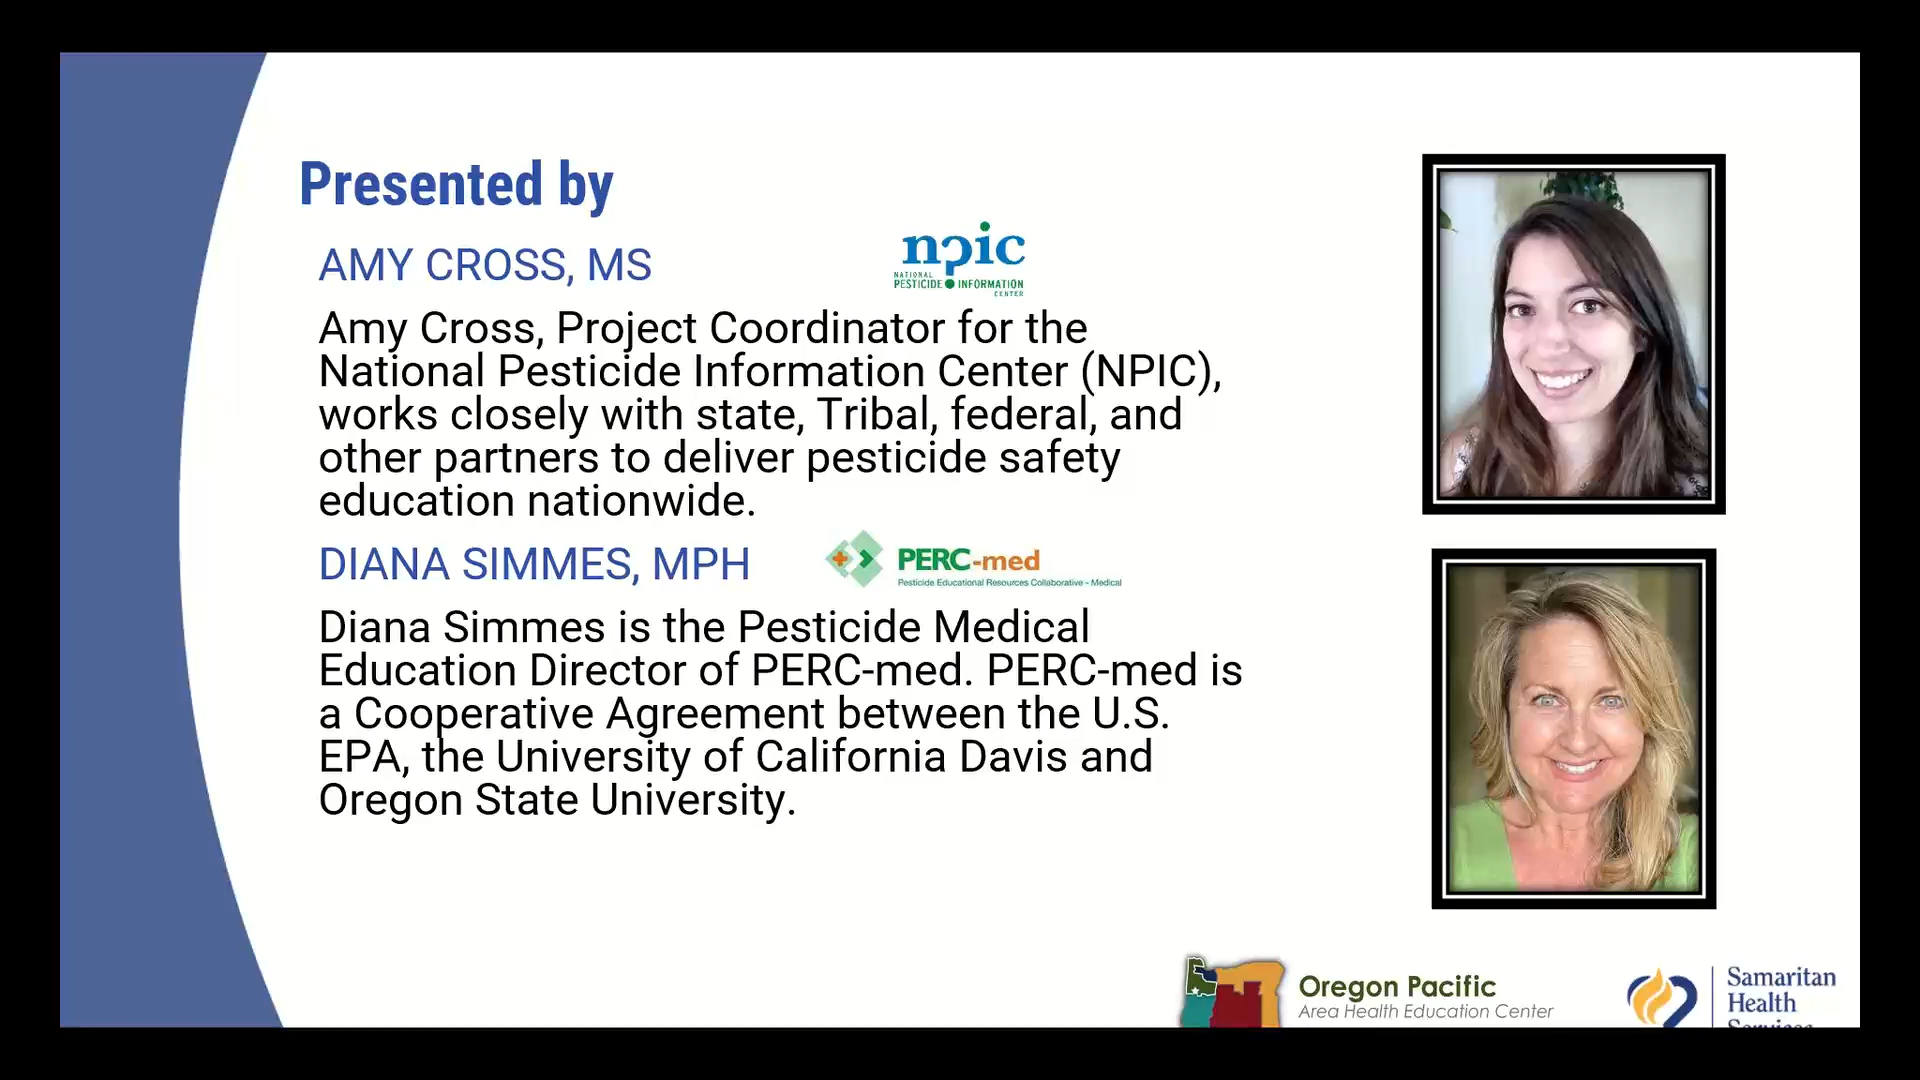 Presented by
AMY CROSS, MS
npic
NATIONAL
PESTICIDE INFORMATION
CENTER
Amy Cross, Project Coordinator for the
National Pesticide Information Center (NPIC),
works closely with state, Tribal, federal, and
other partners to deliver pesticide safety
education nationwide.
DIANA SIMMES, MPH
PERC-med
Pesticide Educational Resources Collaborative - Medical
Diana Simmes is the Pesticide Medical
Education Director of PERC-med. PERC-med is
a Cooperative Agreement between the U.S.
EPA, the University of California Davis and
Oregon State University.
Oregon Pacific
Area Health Education Center
Samaritan
Health
Services